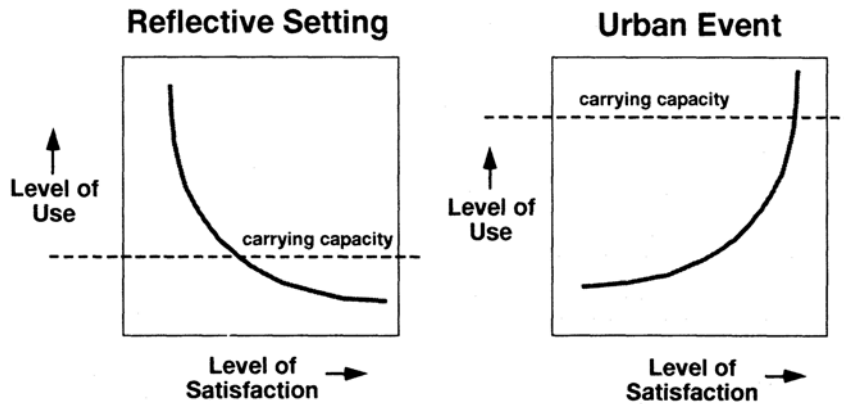 Reflective Setting
carrying capacity
Level of
Use
Level of
Satisfaction
Urban Event
carrying capacity
Level of
Use
Level of
Satisfaction